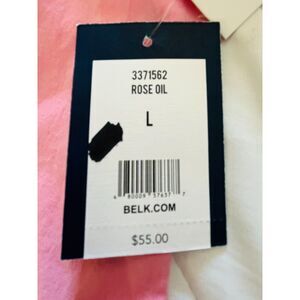 3371562
ROSE OIL
L
BELK.COM
$55.00